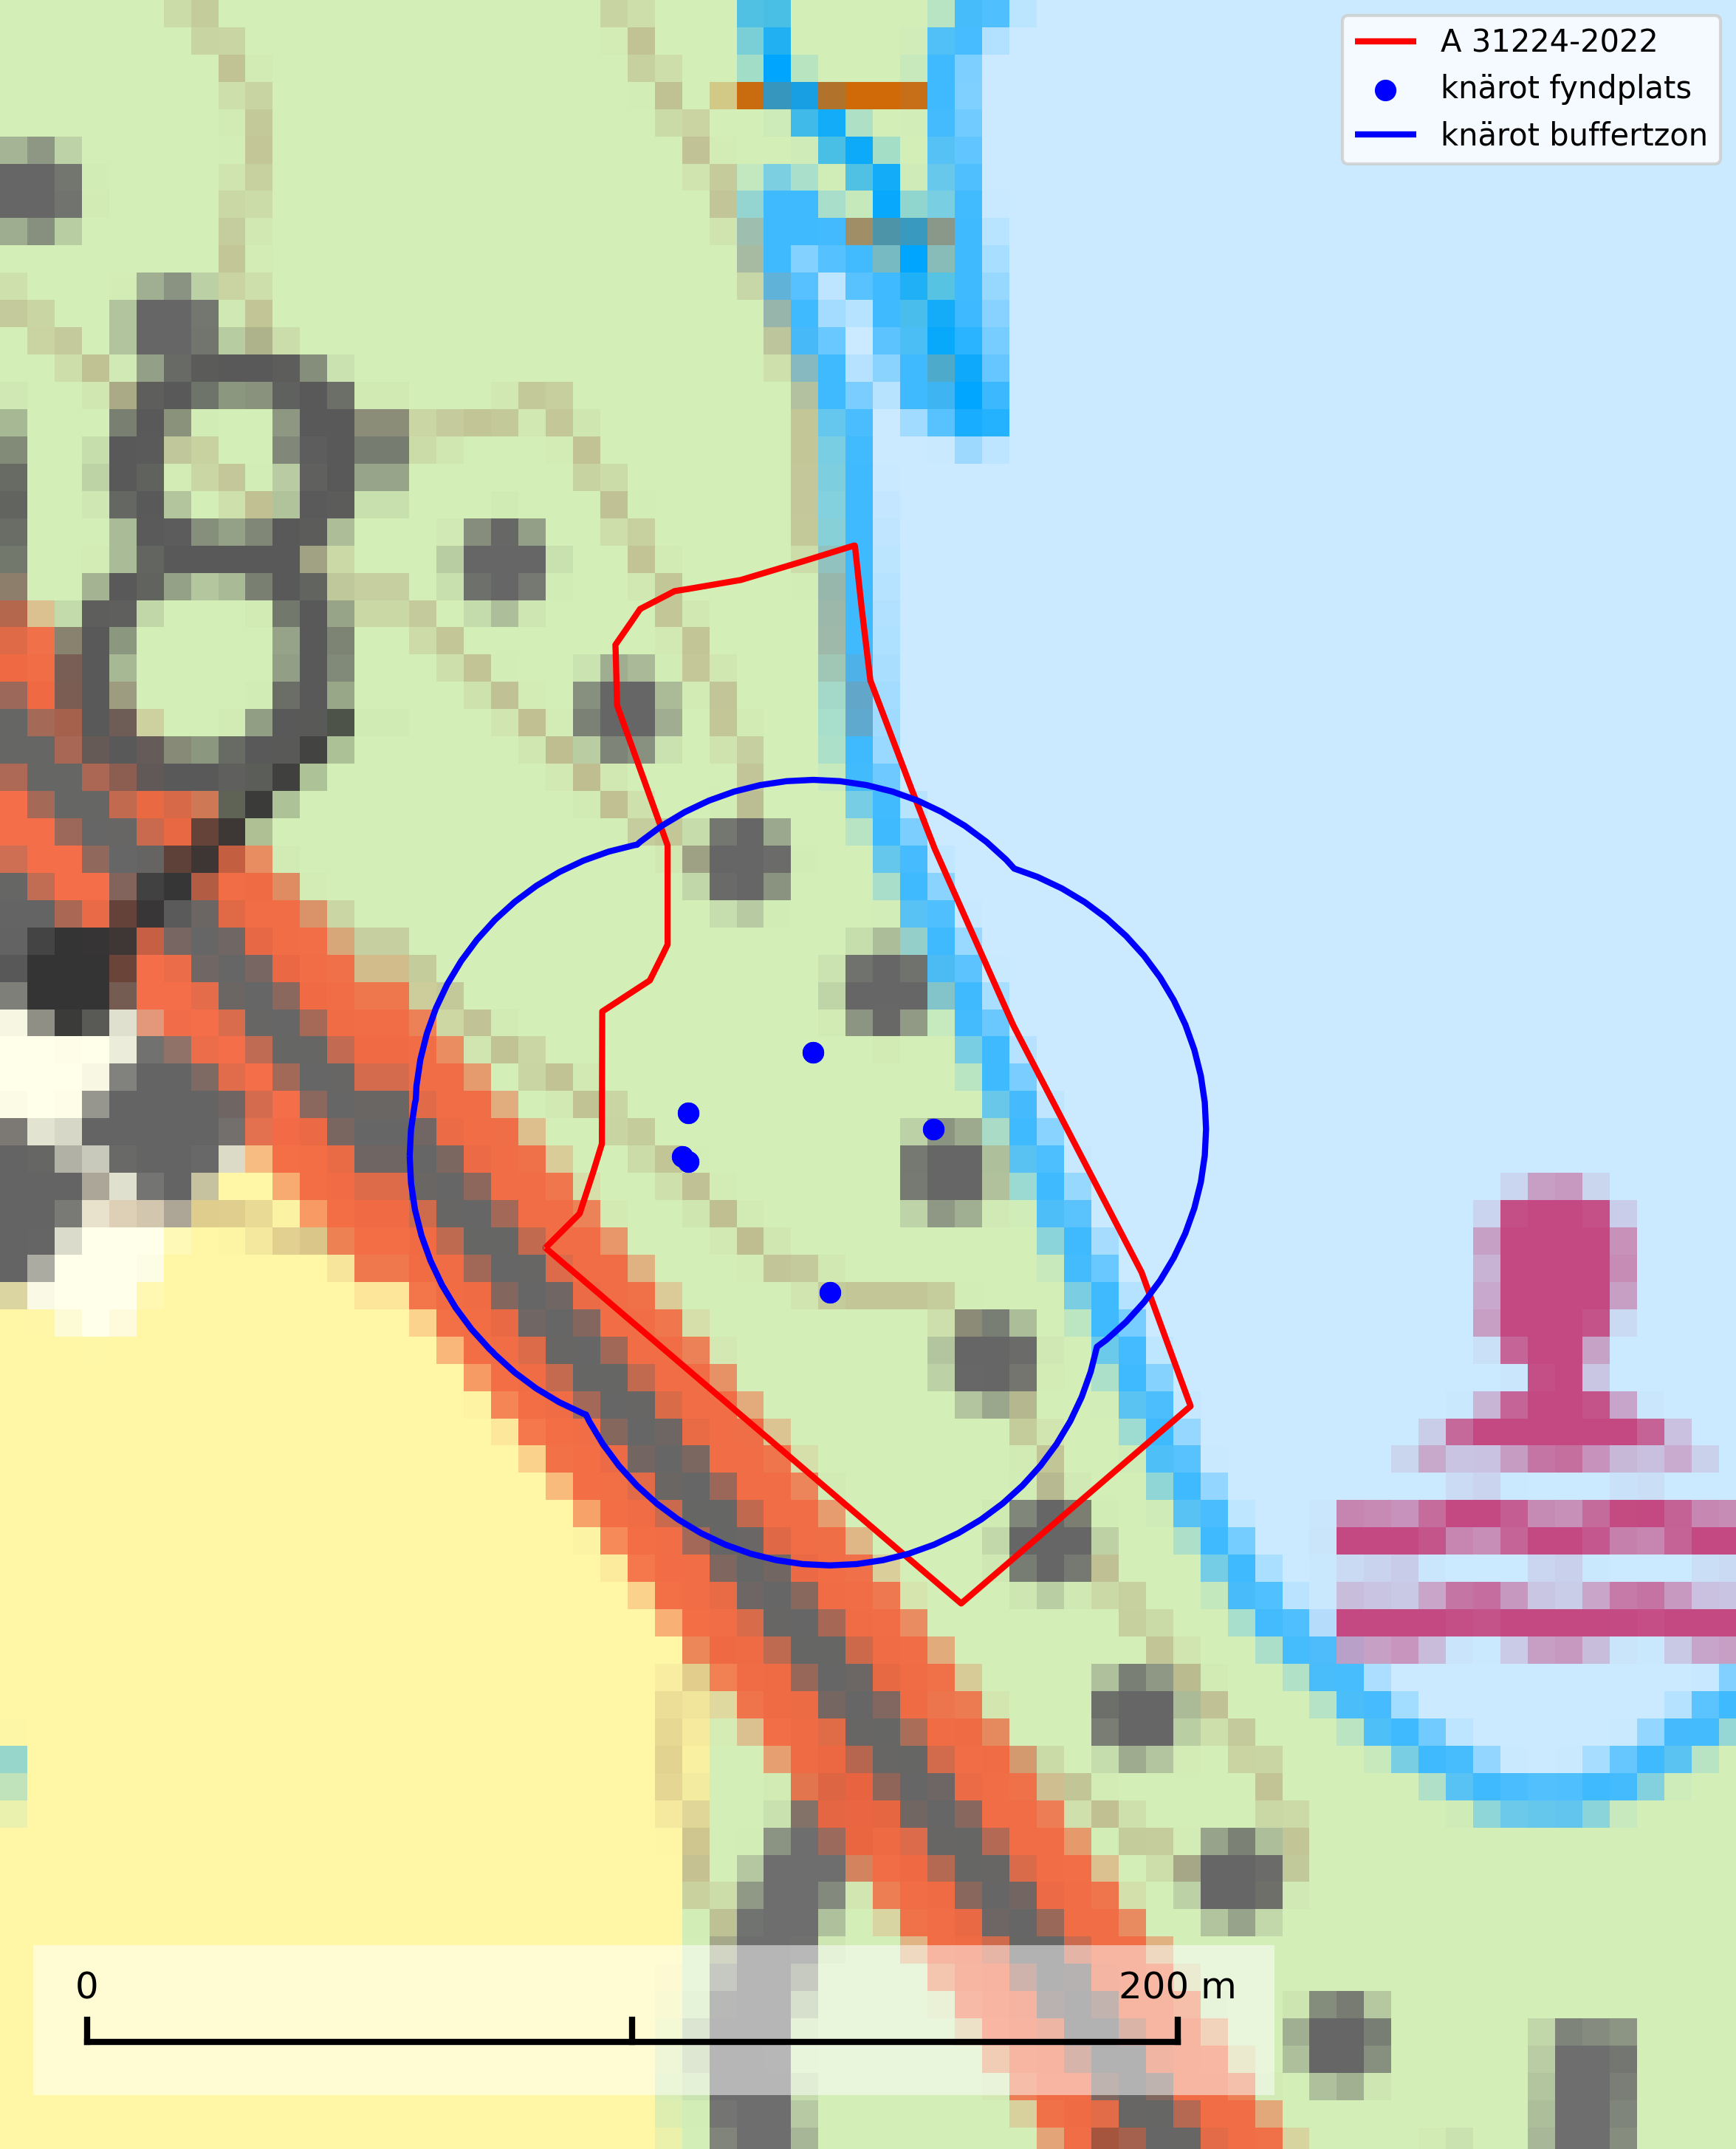 A 31224-2022
knärot fyndplats
knärot buffertzon
0
200 m